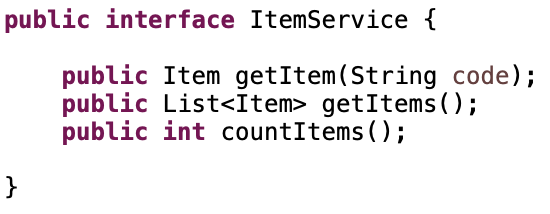 public interface ItemService {
public Item getItem(String code);
public List<Item> getItems();
public int countItems();
}